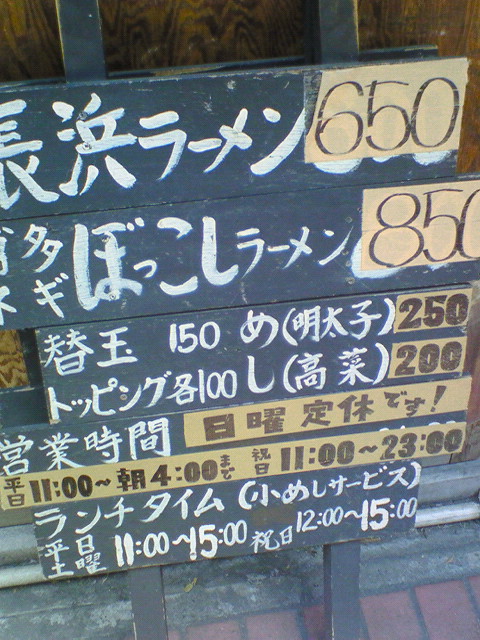 長浜ラーメン 650
ネギ ぼっこしラーメン 850
替玉 150 めし(明太子) 250
トッピング各100 (高菜) 200
営業時間 日曜定休です!
平日 11:00～朝4:00まで 祝日 11:00～23:00
ランチタイム(小めしサービス)
平日 土曜 11:00～15:00 祝日 12:00～15:00